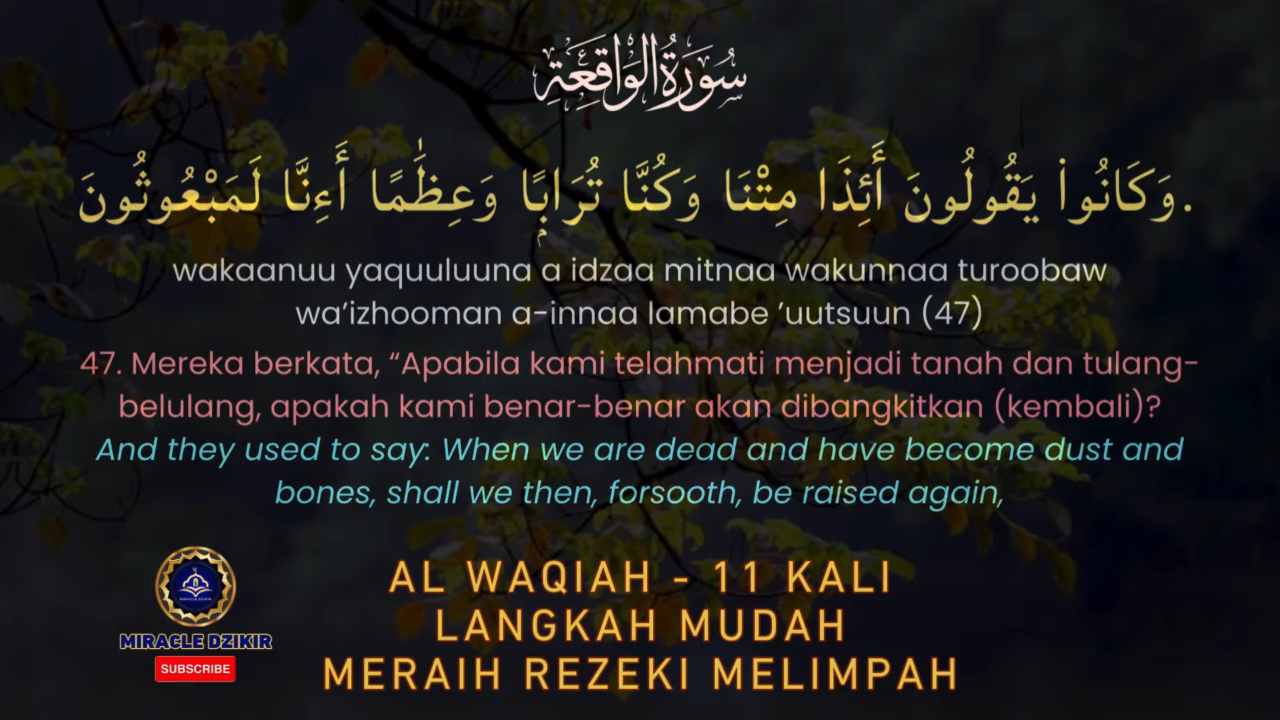 سُورَةُ الْوَاقِعَةِ
وَكَانُوا۟ يَقُولُونَ أَئِذَا مِتْنَا وَكُنَّا تُرَابًۭا وَعِظَٰمًا أَءِنَّا لَمَبْعُوثُونَ.
wakaanuu yaquuluuna a idzaa mitnaa wakunnaa turoobaw
wa’izhooman a-innaa lamabe ’uutsuun (47)
47. Mereka berkata, “Apabila kami telahmati menjadi tanah dan tulang-
belulang, apakah kami benar-benar akan dibangkitkan (kembali)?
And they used to say: When we are dead and have become dust and
bones, shall we then, forsooth, be raised again,
AL WAQIAH - 11 KALI
LANGKAH MUDAH
MERAIH REZEKI MELIMPAH
MIRACLE DZIKIR
MIRACLE DZIKIR
SUBSCRIBE